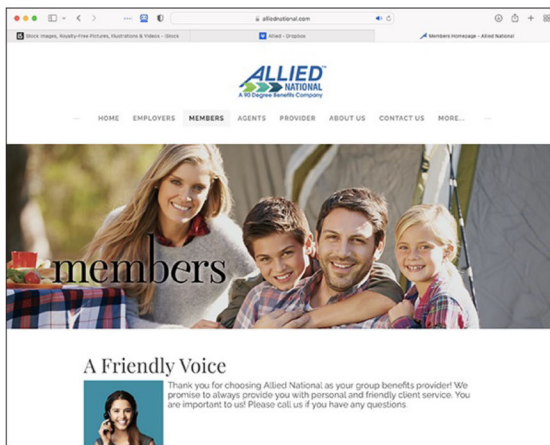 alliednational.com
iStock Images, Royalty-Free Pictures, Illustrations & Videos - iStock
Allied - Dropbox
Members Homepage - Allied National
ALLIED™
NATIONAL
A 90 Degree Benefits Company
HOME EMPLOYERS MEMBERS AGENTS PROVIDER ABOUT US CONTACT US MORE...
members
A Friendly Voice
Thank you for choosing Allied National as your group benefits provider! We
promise to always provide you with personal and friendly client service. You
are important to us! Please call us if you have any questions.